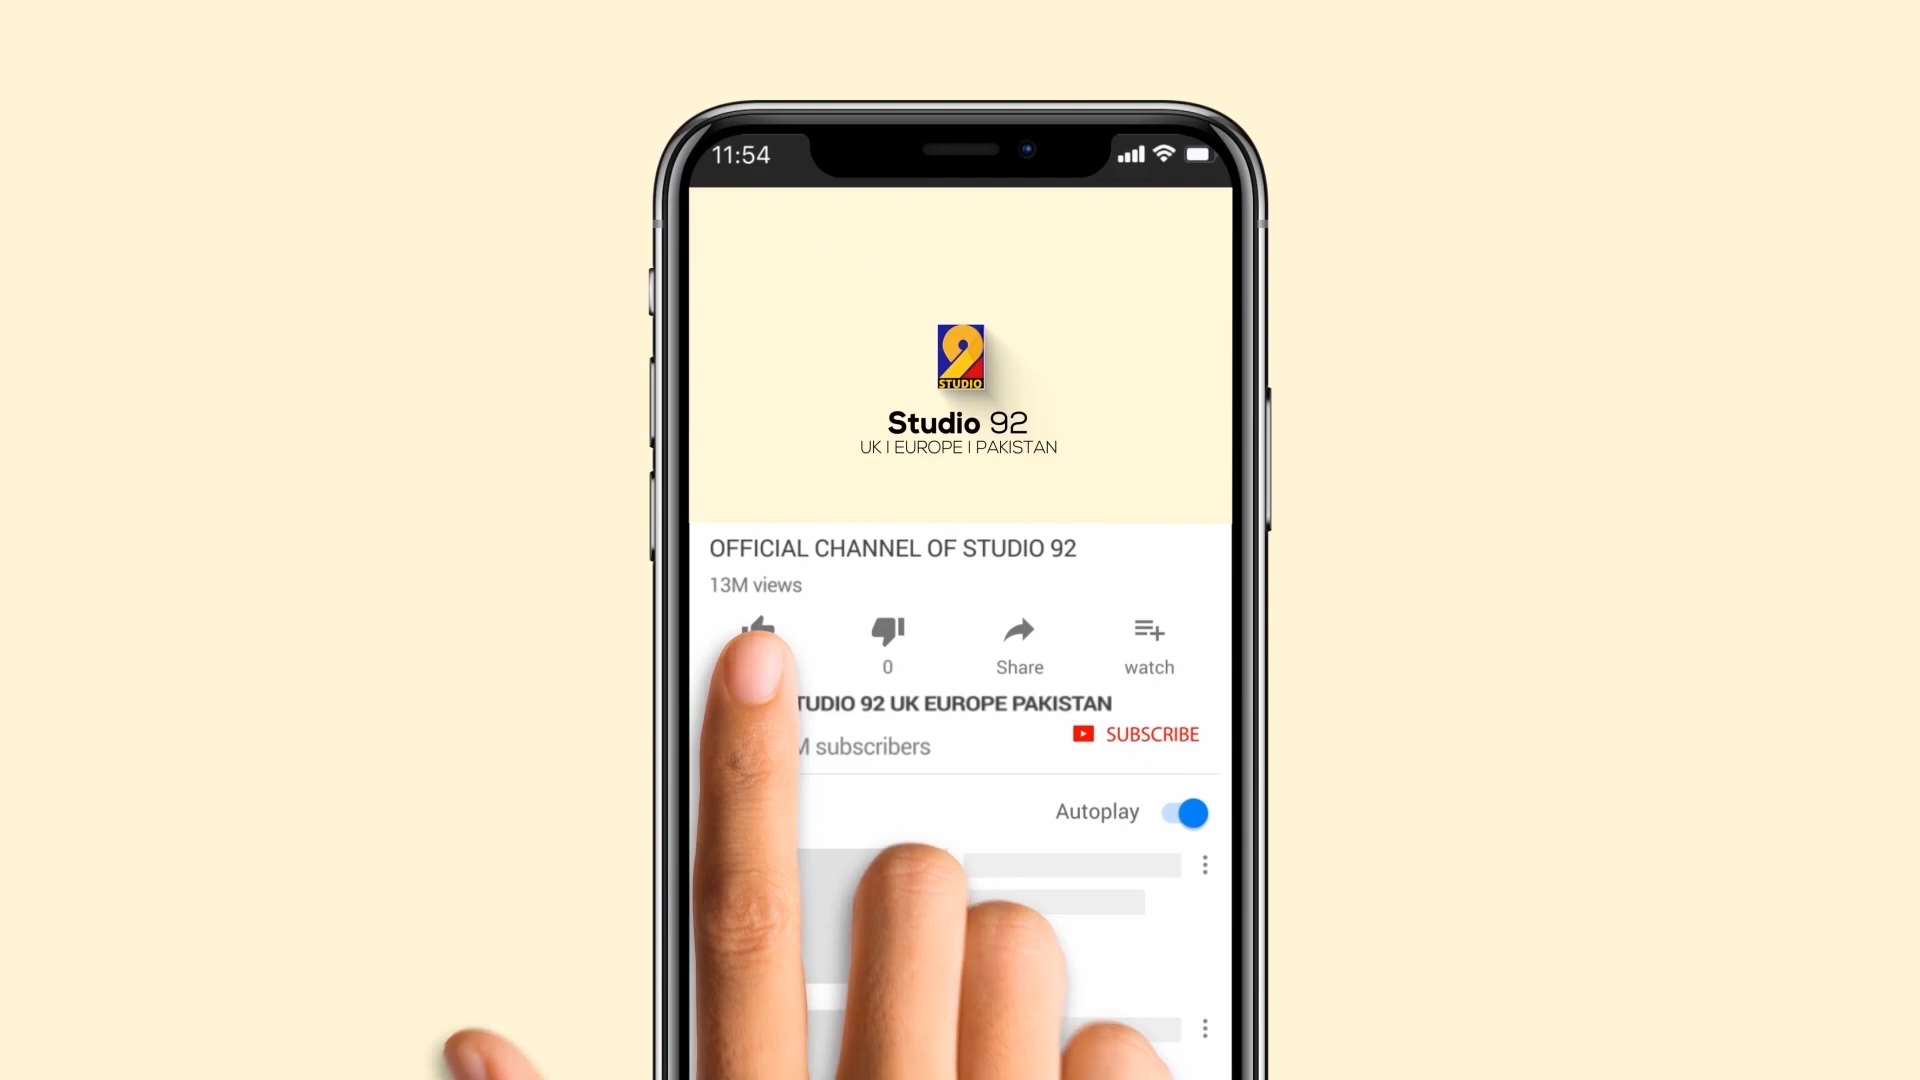 11:54
STUDIO
Studio 92
UK I EUROPE I PAKISTAN
OFFICIAL CHANNEL OF STUDIO 92
13M views
0
Share
watch
TUDIO 92 UK EUROPE PAKISTAN
M subscribers
SUBSCRIBE
Autoplay